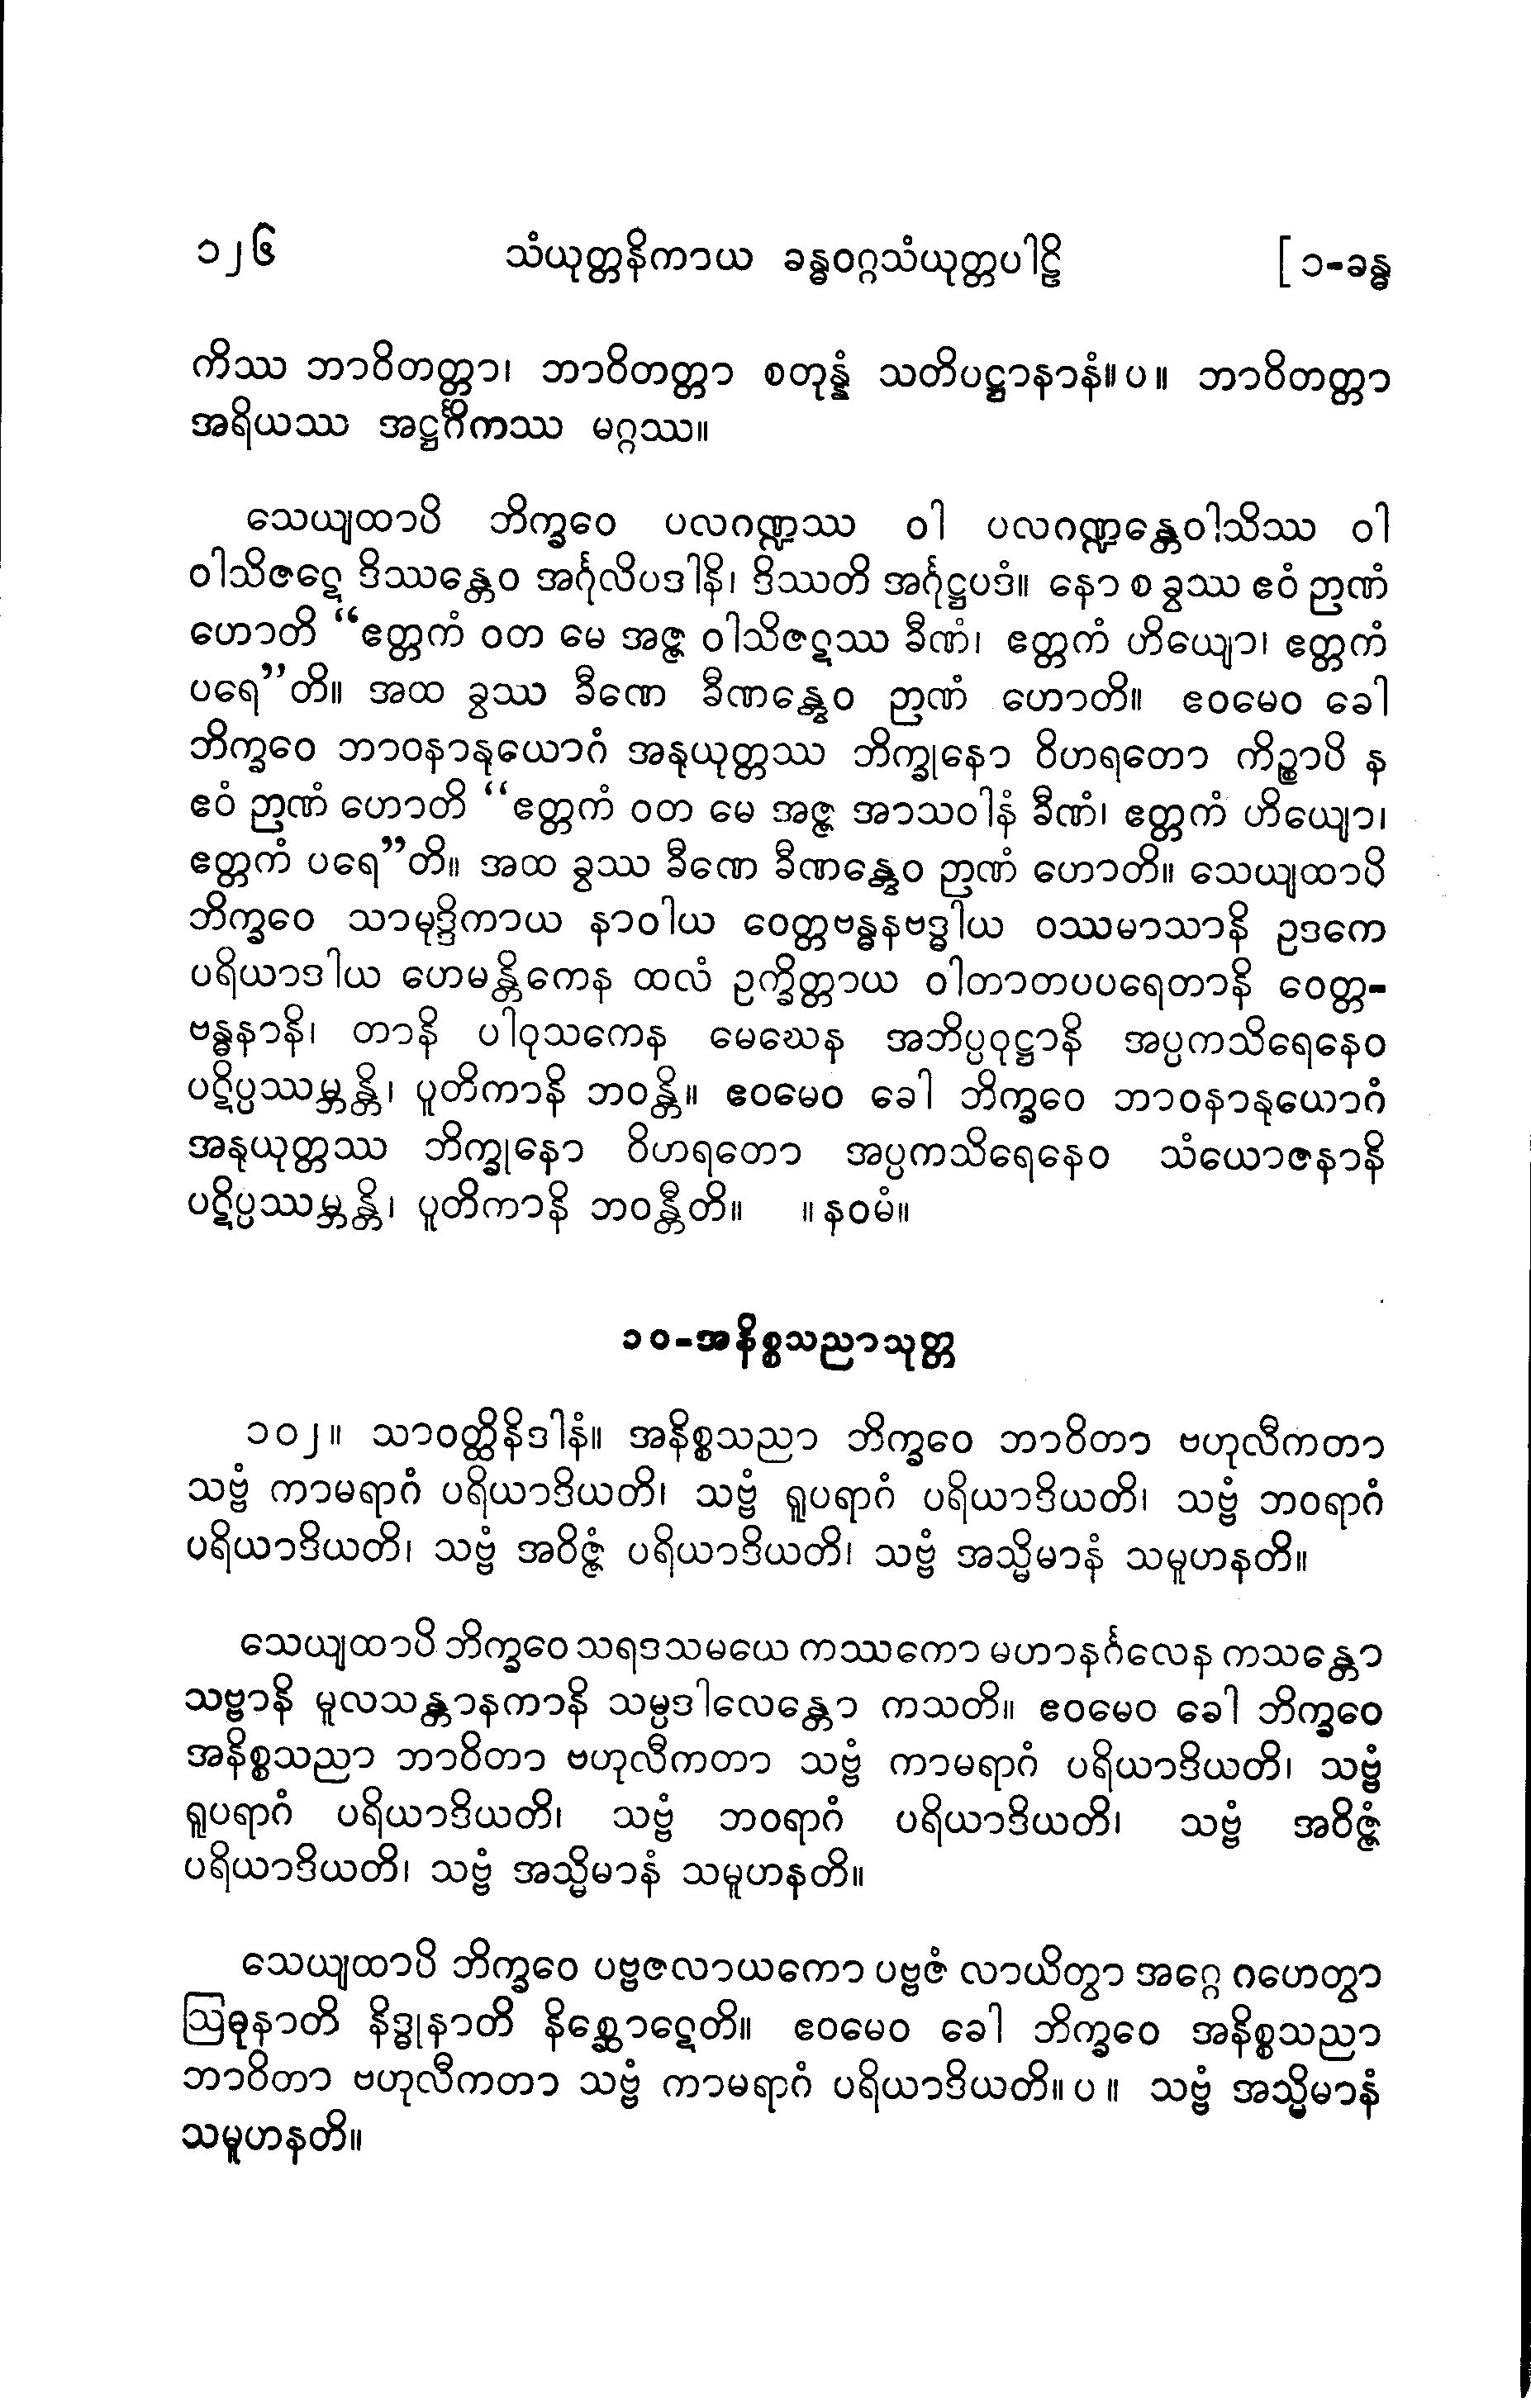 ၁၂၆ သံယုတ္တနိကာယ ခန္ဓဝဂ္ဂသံယုတ္တပါဠိ [ ၁-ခန္ဓ
ကိဿ ဘာဝိတတ္တာ၊ ဘာဝိတတ္တာ စတုန္နံ သတိပဋ္ဌာနာနံ။ပ။ ဘာဝိတတ္တာ
အရိယဿ အဋ္ဌင်္ဂိကဿ မဂ္ဂဿ။
သေယျထာပိ ဘိက္ခဝေ ပလဂဏ္ဍဿ ဝါ ပလဂဏ္ဍန္တေဝါသိဿ ဝါ
ဝါသိဇဋေ ဒိဿန္တေဝ အင်္ဂုလိပဒါနိ၊ ဒိဿတိ အင်္ဂုဋ္ဌပဒံ။ နော စ ခွဿ ဧဝံ ဉာဏံ
ဟောတိ “ဧတ္တကံ ဝတ မေ အဇ္ဇ ဝါသိဇဋဿ ခီဏံ၊ ဧတ္တကံ ဟိယျော၊ ဧတ္တကံ
ပရေ”တိ။ အထ ခွဿ ခီဏေ ခီဏန္တွေဝ ဉာဏံ ဟောတိ။ ဧဝမေဝ ခေါ
ဘိက္ခဝေ ဘာဝနာနုယောဂံ အနုယုတ္တဿ ဘိက္ခုနော ဝိဟရတော ကိဉ္စာပိ န
ဧဝံ ဉာဏံ ဟောတိ “ဧတ္တကံ ဝတ မေ အဇ္ဇ အာသဝါနံ ခီဏံ၊ ဧတ္တကံ ဟိယျော၊
ဧတ္တကံ ပရေ”တိ။ အထ ခွဿ ခီဏေ ခီဏန္တွေဝ ဉာဏံ ဟောတိ။ သေယျထာပိ
ဘိက္ခဝေ သာမုဒ္ဒိကာယ နာဝါယ ဝေတ္တဗန္ဓနဗဒ္ဓါယ ဝဿမာသာနိ ဥဒကေ
ပရိယာဒါယ ဟေမန္တိကေန ထလံ ဥက္ခိတ္တာယ ဝါတာတပပရေတာနိ ဝေတ္တ-
ဗန္ဓနာနိ၊ တာနိ ပါဝုသကေန မေဃေန အဘိပ္ပဝုဋ္ဌာနိ အပ္ပကသိရေနေဝ
ပဋိပ္ပဿမ္ဘန္တိ၊ ပူတိကာနိ ဘဝန္တိ။ ဧဝမေဝ ခေါ ဘိက္ခဝေ ဘာဝနာနုယောဂံ
အနုယုတ္တဿ ဘိက္ခုနော ဝိဟရတော အပ္ပကသိရေနေဝ သံယောဇနာနိ
ပဋိပ္ပဿမ္ဘန္တိ၊ ပူတိကာနိ ဘဝန္တီတိ။ ။နဝမံ။
၁၀-အနိစ္စသညာသုတ္တ
၁၀၂။ သာဝတ္ထိနိဒါနံ။ အနိစ္စသညာ ဘိက္ခဝေ ဘာဝိတာ ဗဟုလီကတာ
သဗ္ဗံ ကာမရာဂံ ပရိယာဒိယတိ၊ သဗ္ဗံ ရူပရာဂံ ပရိယာဒိယတိ၊ သဗ္ဗံ ဘဝရာဂံ
ပရိယာဒိယတိ၊ သဗ္ဗံ အဝိဇ္ဇံ ပရိယာဒိယတိ၊ သဗ္ဗံ အသ္မိမာနံ သမူဟနတိ။
သေယျထာပိ ဘိက္ခဝေ သရဒသမယေ ကဿကော မဟာနင်္ဂလေန ကသန္တော
သဗ္ဗာနိ မူလသန္တာနကာနိ သမ္ပဒါလေန္တော ကသတိ။ ဧဝမေဝ ခေါ ဘိက္ခဝေ
အနိစ္စသညာ ဘာဝိတာ ဗဟုလီကတာ သဗ္ဗံ ကာမရာဂံ ပရိယာဒိယတိ၊ သဗ္ဗံ
ရူပရာဂံ ပရိယာဒိယတိ၊ သဗ္ဗံ ဘဝရာဂံ ပရိယာဒိယတိ၊ သဗ္ဗံ အဝိဇ္ဇံ
ပရိယာဒိယတိ၊ သဗ္ဗံ အသ္မိမာနံ သမူဟနတိ။
သေယျထာပိ ဘိက္ခဝေ ပဗ္ဗဇလာယကော ပဗ္ဗဇံ လာယိတွာ အဂ္ဂေ ဂဟေတွာ
ဩဓုနာတိ နိဒ္ဓုနာတိ နိစ္ဆောဋေတိ။ ဧဝမေဝ ခေါ ဘိက္ခဝေ အနိစ္စသညာ
ဘာဝိတာ ဗဟုလီကတာ သဗ္ဗံ ကာမရာဂံ ပရိယာဒိယတိ။ပ။ သဗ္ဗံ အသ္မိမာနံ
သမူဟနတိ။